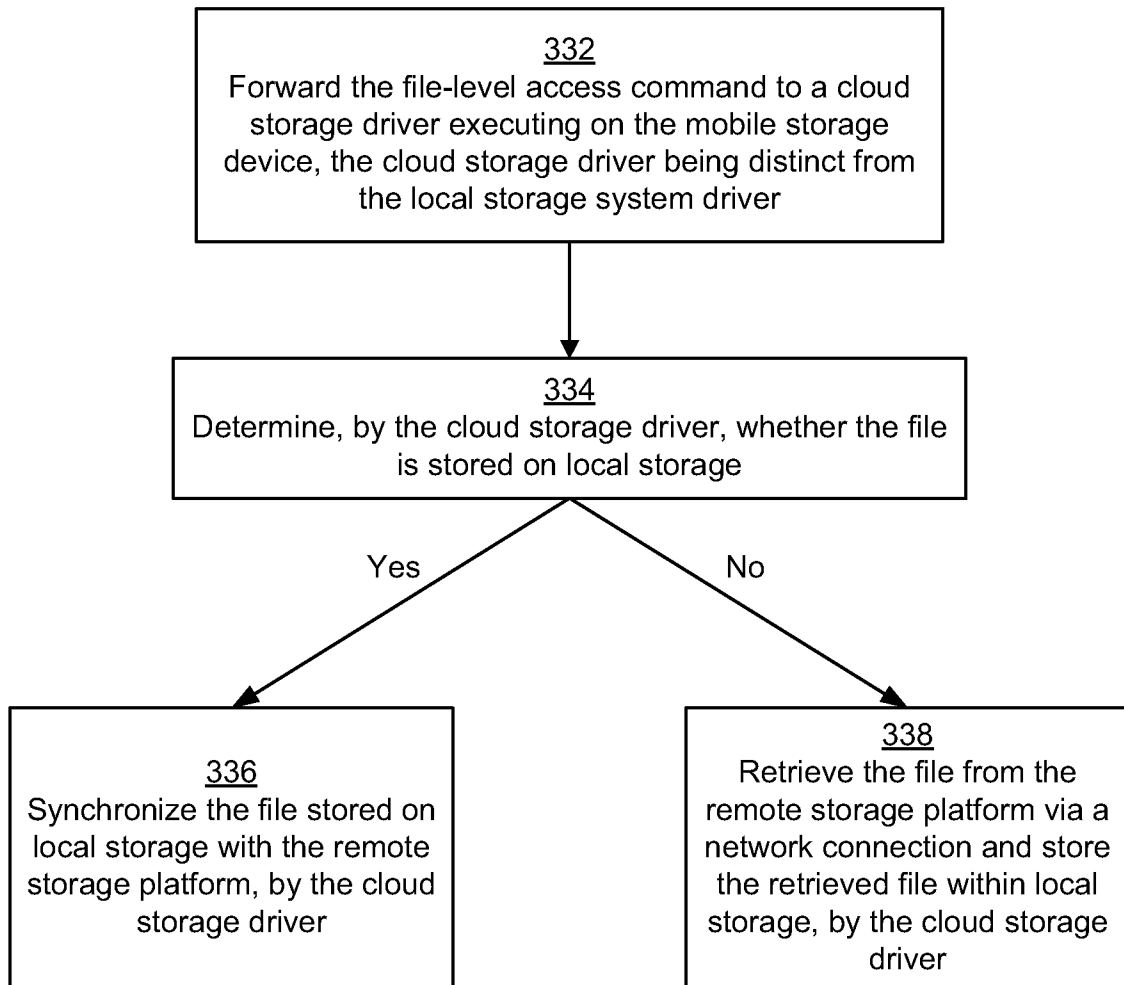 332
Forward the file-level access command to a cloud
storage driver executing on the mobile storage
device, the cloud storage driver being distinct from
the local storage system driver
334
Determine, by the cloud storage driver, whether the file
is stored on local storage
Yes
No
336
Synchronize the file stored on
local storage with the remote
storage platform, by the cloud
storage driver
338
Retrieve the file from the
remote storage platform via a
network connection and store
the retrieved file within local
storage, by the cloud storage
driver